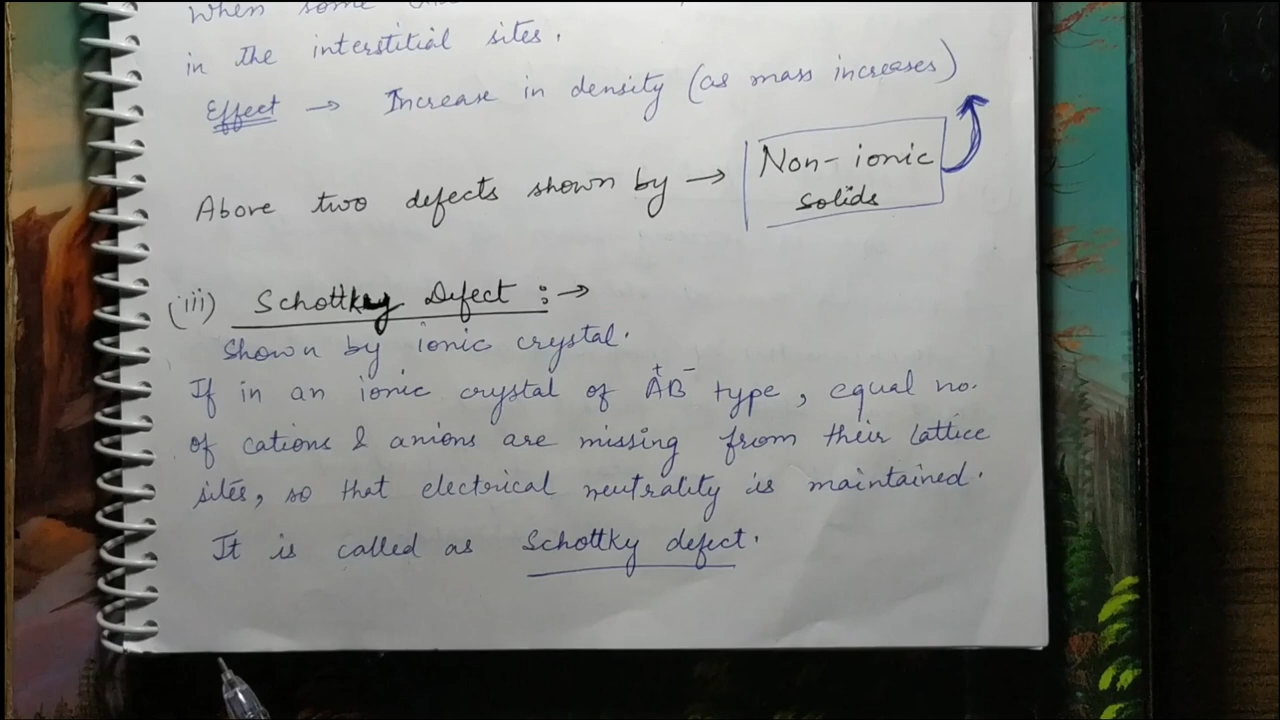 When some
in the interstitial sites.
Effect → Increase in density (as mass increases)
Above two defects shown by → Non-ionic
solids
(iii) Schottky Defect :→
Shown by ionic crystal.
If in an ionic crystal of A⁺B⁻ type, equal no.
of cations & anions are missing from their lattice
sites, so that electrical neutrality is maintained.
It is called as Schottky defect.